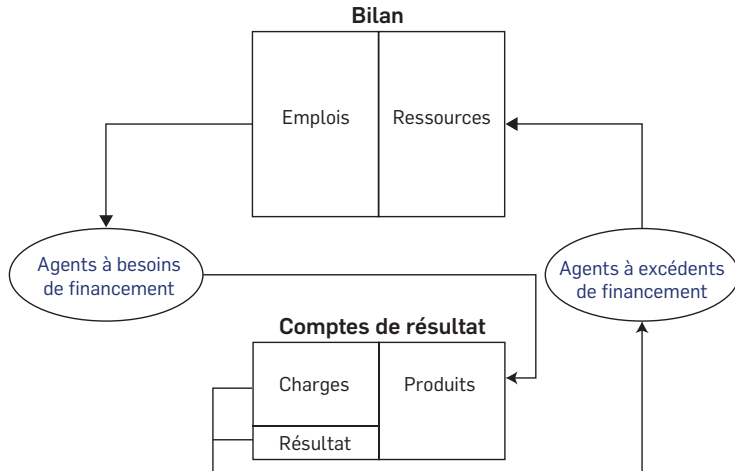 Bilan
Emplois
Ressources
Agents à besoins
de financement
Agents à excédents
de financement
Comptes de résultat
Charges
Produits
Résultat